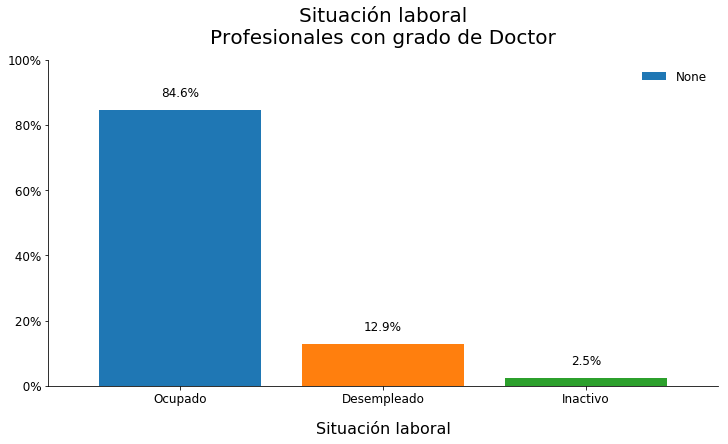 Situación laboral
Profesionales con grado de Doctor
100%
80%
60%
40%
20%
0%
None
84.6%
12.9%
2.5%
Ocupado
Desempleado
Inactivo
Situación laboral